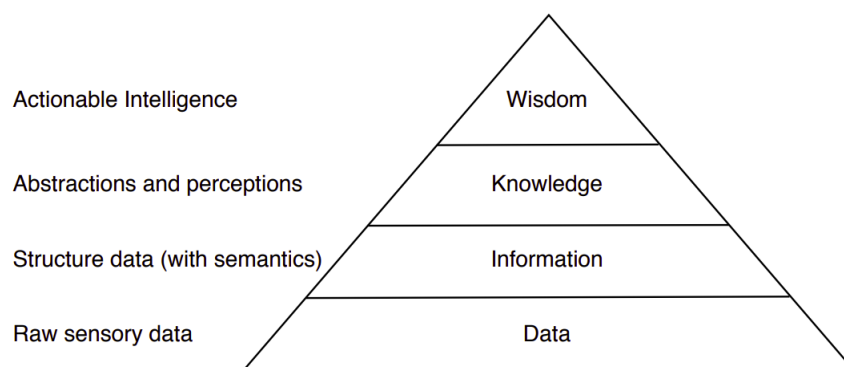 Actionable Intelligence
Wisdom
Abstractions and perceptions
Knowledge
Structure data (with semantics)
Information
Raw sensory data
Data